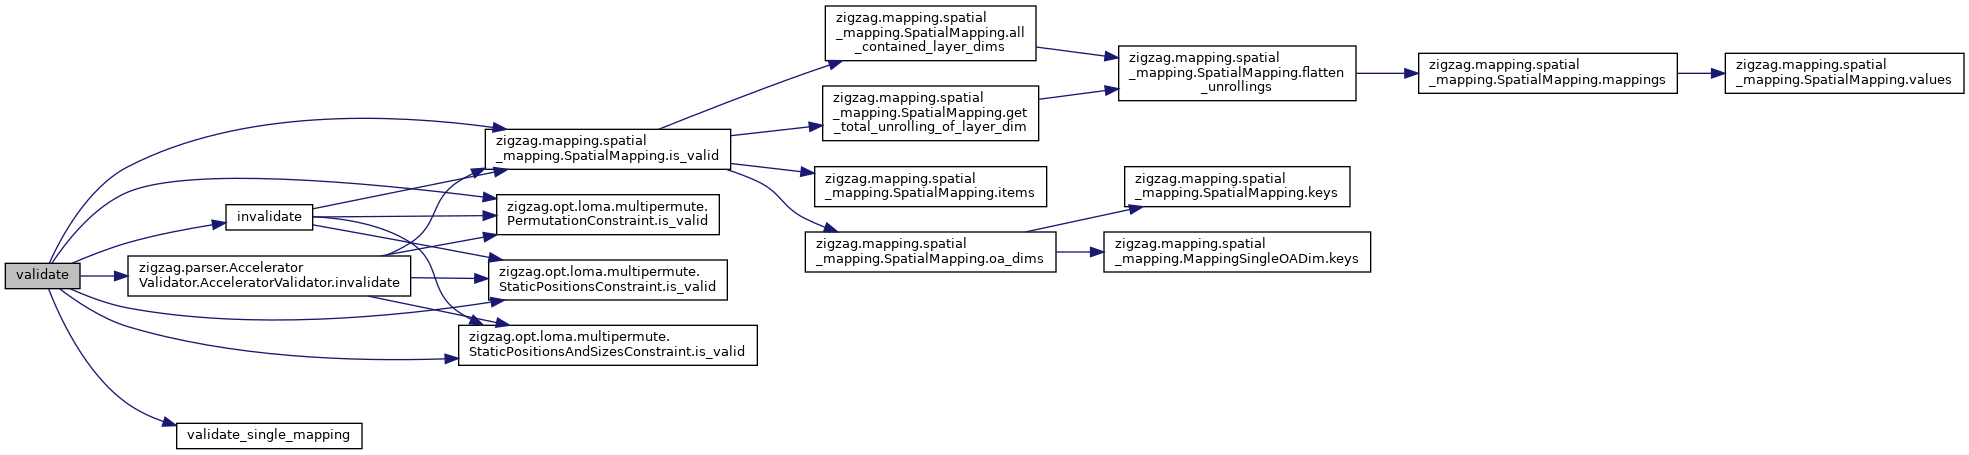 validate
invalidate
zigzag.parser.Accelerator
Validator.AcceleratorValidator.invalidate
validate_single_mapping
zigzag.mapping.spatial
_mapping.SpatialMapping.is_valid
zigzag.opt.loma.multipermute.
PermutationConstraint.is_valid
zigzag.opt.loma.multipermute.
StaticPositionsConstraint.is_valid
zigzag.opt.loma.multipermute.
StaticPositionsAndSizesConstraint.is_valid
zigzag.mapping.spatial
_mapping.SpatialMapping.all
_contained_layer_dims
zigzag.mapping.spatial
_mapping.SpatialMapping.get
_total_unrolling_of_layer_dim
zigzag.mapping.spatial
_mapping.SpatialMapping.items
zigzag.mapping.spatial
_mapping.SpatialMapping.oa_dims
zigzag.mapping.spatial
_mapping.SpatialMapping.flatten
_unrollings
zigzag.mapping.spatial
_mapping.SpatialMapping.keys
zigzag.mapping.spatial
_mapping.MappingSingleOADim.keys
zigzag.mapping.spatial
_mapping.SpatialMapping.mappings
zigzag.mapping.spatial
_mapping.SpatialMapping.values